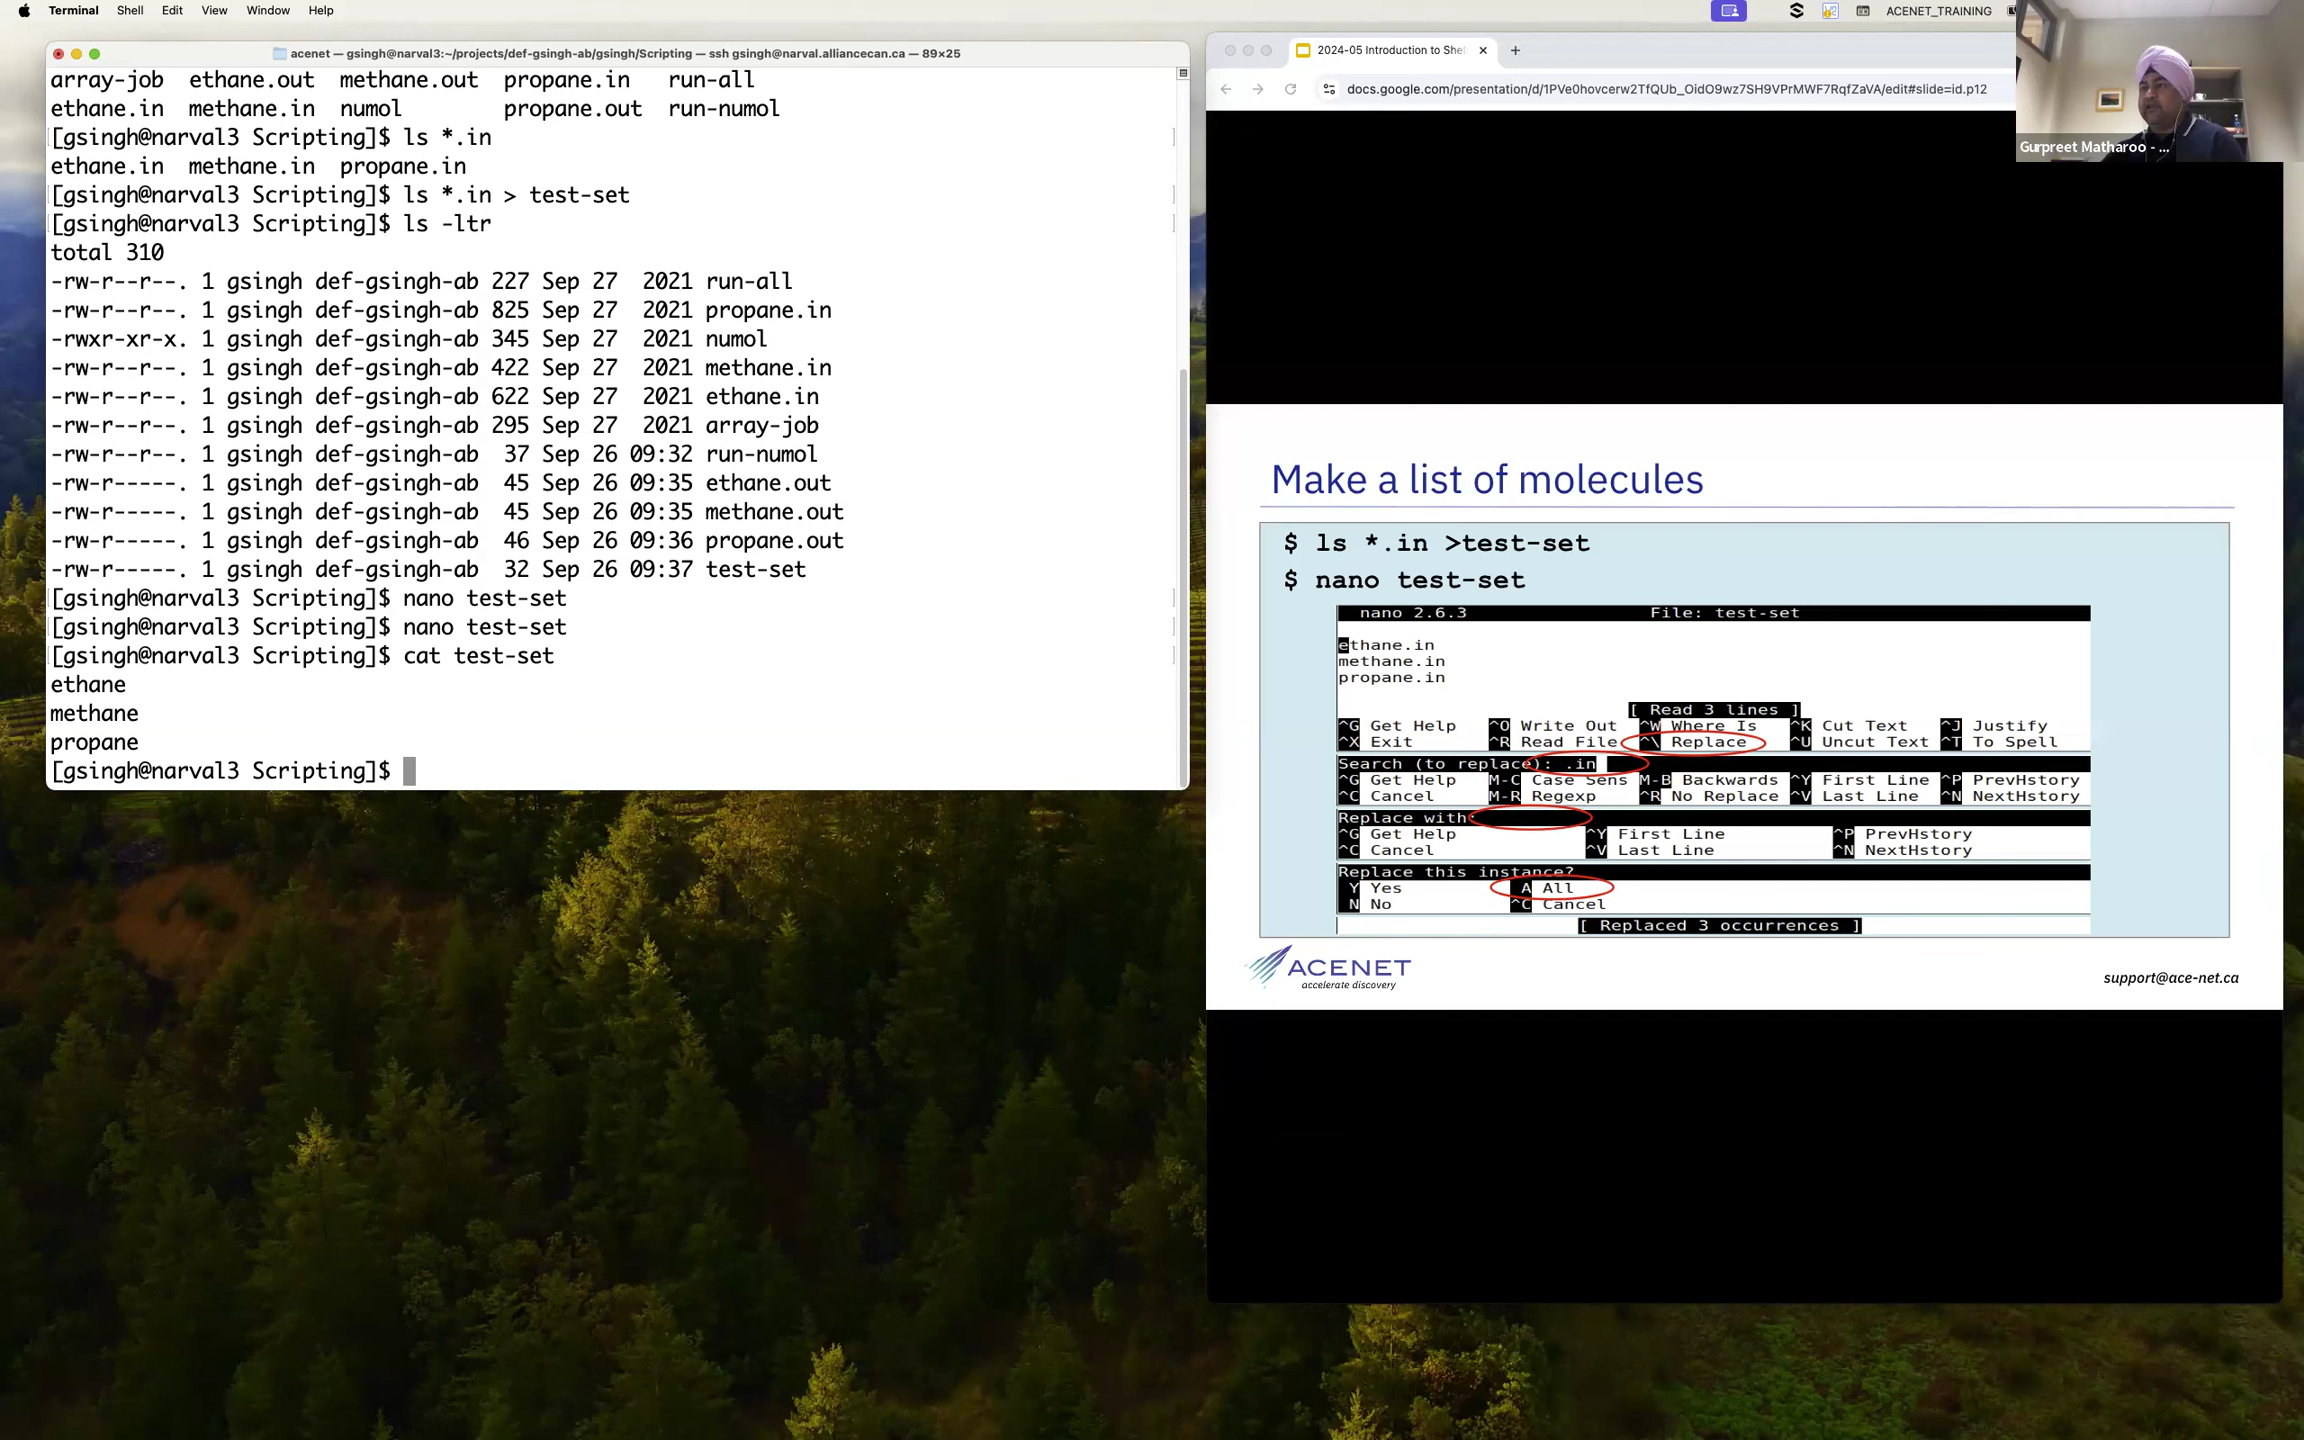 Terminal Shell Edit View Window Help
ACENET_TRAINING
acenet — gsingh@narval3:~/projects/def-gsingh-ab/gsingh/Scripting — ssh gsingh@narval.alliancecan.ca — 89×25
array-job ethane.out methane.out propane.in run-all
ethane.in methane.in numol propane.out run-numol
[gsingh@narval3 Scripting]$ ls *.in
ethane.in methane.in propane.in
[gsingh@narval3 Scripting]$ ls *.in > test-set
[gsingh@narval3 Scripting]$ ls -ltr
total 310
-rw-r--r--. 1 gsingh def-gsingh-ab 227 Sep 27 2021 run-all
-rw-r--r--. 1 gsingh def-gsingh-ab 825 Sep 27 2021 propane.in
-rwxr-xr-x. 1 gsingh def-gsingh-ab 345 Sep 27 2021 numol
-rw-r--r--. 1 gsingh def-gsingh-ab 422 Sep 27 2021 methane.in
-rw-r--r--. 1 gsingh def-gsingh-ab 622 Sep 27 2021 ethane.in
-rw-r--r--. 1 gsingh def-gsingh-ab 295 Sep 27 2021 array-job
-rw-r--r--. 1 gsingh def-gsingh-ab 37 Sep 26 09:32 run-numol
-rw-r-----. 1 gsingh def-gsingh-ab 45 Sep 26 09:35 ethane.out
-rw-r-----. 1 gsingh def-gsingh-ab 45 Sep 26 09:35 methane.out
-rw-r-----. 1 gsingh def-gsingh-ab 46 Sep 26 09:36 propane.out
-rw-r-----. 1 gsingh def-gsingh-ab 32 Sep 26 09:37 test-set
[gsingh@narval3 Scripting]$ nano test-set
[gsingh@narval3 Scripting]$ nano test-set
[gsingh@narval3 Scripting]$ cat test-set
ethane
methane
propane
[gsingh@narval3 Scripting]$
2024-05 Introduction to Shel
docs.google.com/presentation/d/1PVe0hovcerw2TfQUb_OidO9wz7SH9VPrMWF7RqfZaVA/edit#slide=id.p12
Gurpreet Matharoo - ...
Make a list of molecules
$ ls *.in >test-set
$ nano test-set
nano 2.6.3 File: test-set
ethane.in
methane.in
propane.in
[ Read 3 lines ]
^G Get Help ^O Write Out ^W Where Is ^K Cut Text ^J Justify
^X Exit ^R Read File ^\ Replace ^U Uncut Text ^T To Spell
Search (to replace): .in
^G Get Help M-C Case Sens M-B Backwards ^Y First Line ^P PrevHstory
^C Cancel M-R Regexp ^R No Replace ^V Last Line ^N NextHstory
Replace with:
^G Get Help ^Y First Line ^P PrevHstory
^C Cancel ^V Last Line ^N NextHstory
Replace this instance?
Y Yes A All
N No ^C Cancel
[ Replaced 3 occurrences ]
ACENET
accelerate discovery
support@ace-net.ca